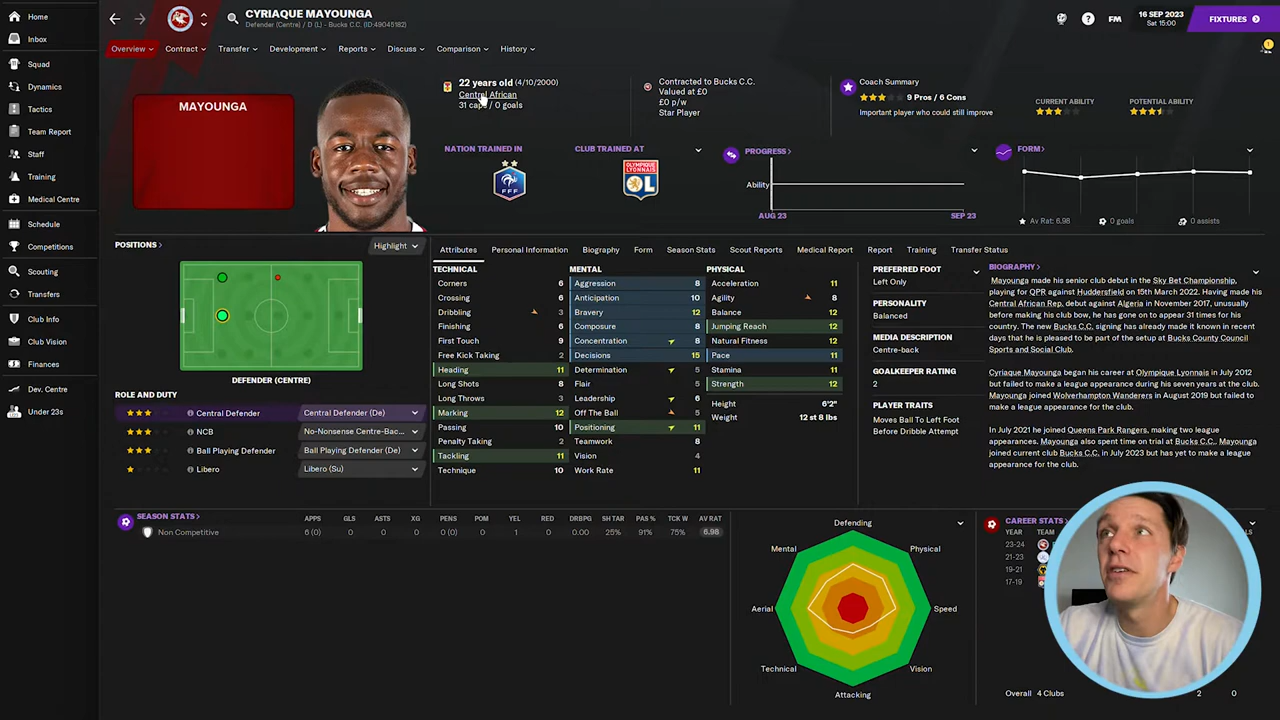 Home
Inbox
Squad
Dynamics
Tactics
Team Report
Staff
Training
Medical Centre
Schedule
Competitions
Scouting
Transfers
Club Info
Club Vision
Finances
Dev. Centre
Under 23s
CYRIAQUE MAYOUNGA
Defender (Centre) / D (L) - Bucks C.C. (ID:49045182)
FM
16 SEP 2023
Sat 15:00
FIXTURES
Overview
Contract
Transfer
Development
Reports
Discuss
Comparison
History
1
MAYOUNGA
22 years old (4/10/2000)
Central African
31 caps / 0 goals
Contracted to Bucks C.C.
Valued at £0
£0 p/w
Star Player
Coach Summary
9 Pros / 6 Cons
Important player who could still improve
CURRENT ABILITY
POTENTIAL ABILITY
NATION TRAINED IN
FFF
CLUB TRAINED AT
OLYMPIQUE LYONNAIS
OL
PROGRESS
Ability
AUG 23
SEP 23
FORM
Av Rat: 6.98
0 goals
0 assists
POSITIONS
Highlight
DEFENDER (CENTRE)
ROLE AND DUTY
Central Defender
Central Defender (De)
NCB
No-Nonsense Centre-Bac...
Ball Playing Defender
Ball Playing Defender (De)
Libero
Libero (Su)
Attributes
Personal Information
Biography
Form
Season Stats
Scout Reports
Medical Report
Report
Training
Transfer Status
TECHNICAL
Corners 6
Crossing 6
Dribbling 3
Finishing 6
First Touch 9
Free Kick Taking 2
Heading 11
Long Shots 8
Long Throws 3
Marking 12
Passing 10
Penalty Taking 2
Tackling 11
Technique 10
MENTAL
Aggression 8
Anticipation 10
Bravery 12
Composure 8
Concentration 8
Decisions 15
Determination 5
Flair 5
Leadership 6
Off The Ball 5
Positioning 11
Teamwork 8
Vision 4
Work Rate 11
PHYSICAL
Acceleration 11
Agility 8
Balance 12
Jumping Reach 12
Natural Fitness 12
Pace 11
Stamina 11
Strength 12
Height 6'2"
Weight 12 st 8 lbs
PREFERRED FOOT
Left Only
PERSONALITY
Balanced
MEDIA DESCRIPTION
Centre-back
GOALKEEPER RATING
2
PLAYER TRAITS
Moves Ball To Left Foot
Before Dribble Attempt
BIOGRAPHY
Mayounga made his senior club debut in the Sky Bet Championship,
playing for QPR against Huddersfield on 15th March 2022. Having made his
Central African Rep. debut against Algeria in November 2017, unusually
before making his club bow, he has gone on to appear 31 times for his
country. The new Bucks C.C. signing has already made it known in recent
days that he is pleased to be part of the setup at Bucks County Council
Sports and Social Club.
Cyriaque Mayounga began his career at Olympique Lyonnais in July 2012
but failed to make a league appearance during his seven years at the club.
Mayounga joined Wolverhampton Wanderers in August 2019 but failed to
make a league appearance for the club.
In July 2021 he joined Queens Park Rangers, making two league
appearances. Mayounga also spent time on trial at Bucks C.C.. Mayounga
joined current club Bucks C.C. in July 2023 but has yet to make a league
appearance for the club.
SEASON STATS
APPS GLS ASTS XG PENS POM YEL RED DRBPG SH TAR PAS % TCK W AV RAT
Non Competitive 6 (0) 0 0 0 0 (0) 0 1 0 0.00 25% 91% 75% 6.98
Defending
Physical
Speed
Vision
Attacking
Technical
Aerial
Mental
CAREER STATS
YEAR TEAM
23-24
21-23
19-21
17-19
Overall 4 Clubs 2 0